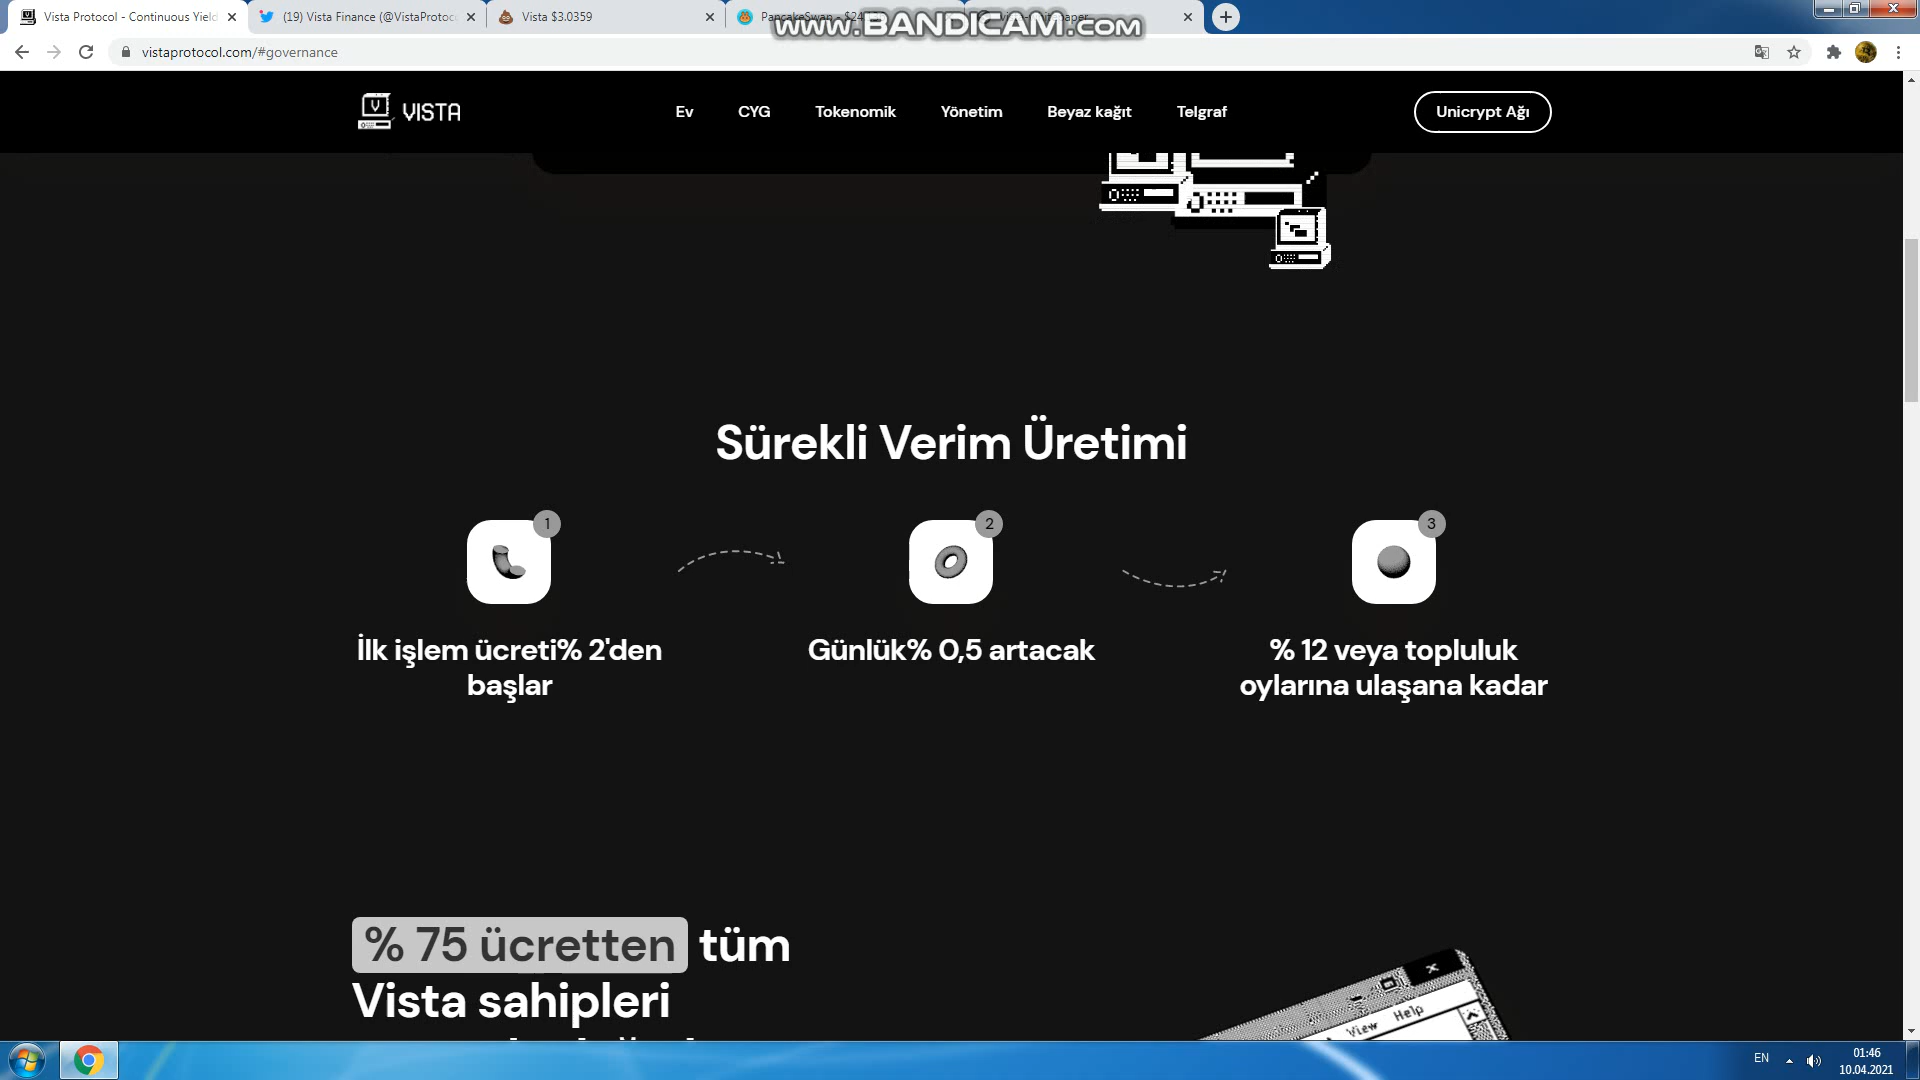 Vista Protocol - Continuous Yield
(19) Vista Finance (@VistaProtoc
Vista $3.0359
PancakeSwap - $24
www.BANDICAM.com
vistaprotocol.com/#governance
VISTA
Ev
CYG
Tokenomik
Yönetim
Beyaz kağıt
Telgraf
Unicrypt Ağı
Sürekli Verim Üretimi
1
2
3
İlk işlem ücreti% 2'den
başlar
Günlük% 0,5 artacak
% 12 veya topluluk
oylarına ulaşana kadar
% 75 ücretten tüm
Vista sahipleri
View Help
EN
01:46
10.04.2021